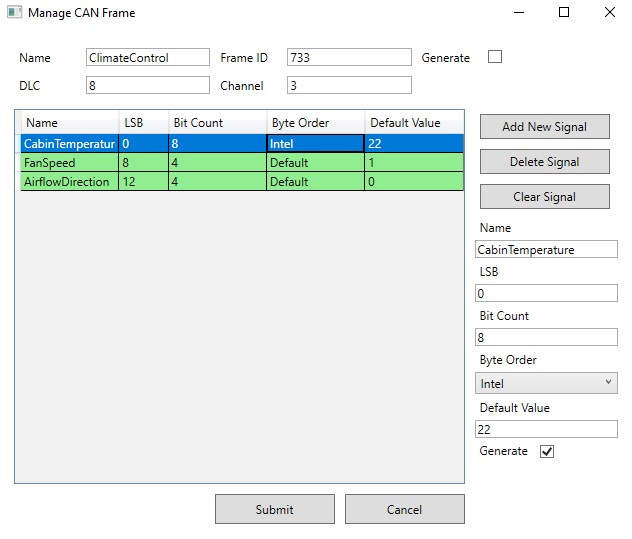 Manage CAN Frame
Name ClimateControl Frame ID 733 Generate
DLC 8 Channel 3
Name LSB Bit Count Byte Order Default Value
CabinTemperatur 0 8 Intel 22
FanSpeed 8 4 Default 1
AirflowDirection 12 4 Default 0
Add New Signal
Delete Signal
Clear Signal
Name
CabinTemperature
LSB
0
Bit Count
8
Byte Order
Intel
Default Value
22
Generate
Submit Cancel